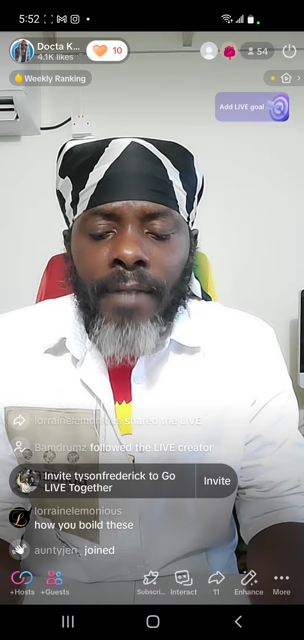 5:52
Docta K...
4.1K likes
10
54
Weekly Ranking
Add LIVE goal
lorrainelemonious shared the LIVE
Bandrumz followed the LIVE creator
Invite tysonfrederick to Go
LIVE Together
Invite
lorrainelemonious
how you boild these
auntyjen_ joined
+Hosts
+Guests
Subscri...
Interact
11
Enhance
More